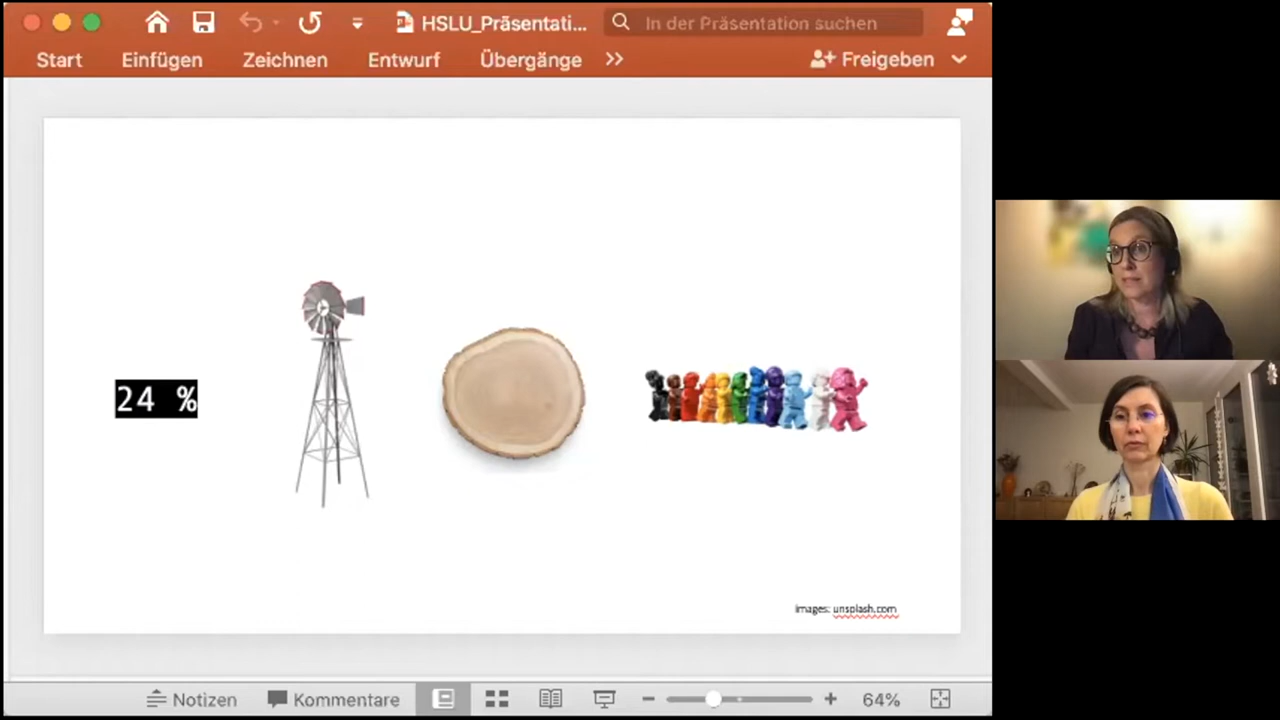 HSLU_Präsentati... In der Präsentation suchen
Start Einfügen Zeichnen Entwurf Übergänge >> Freigeben
24 %
images: unsplash.com
Notizen Kommentare 64%